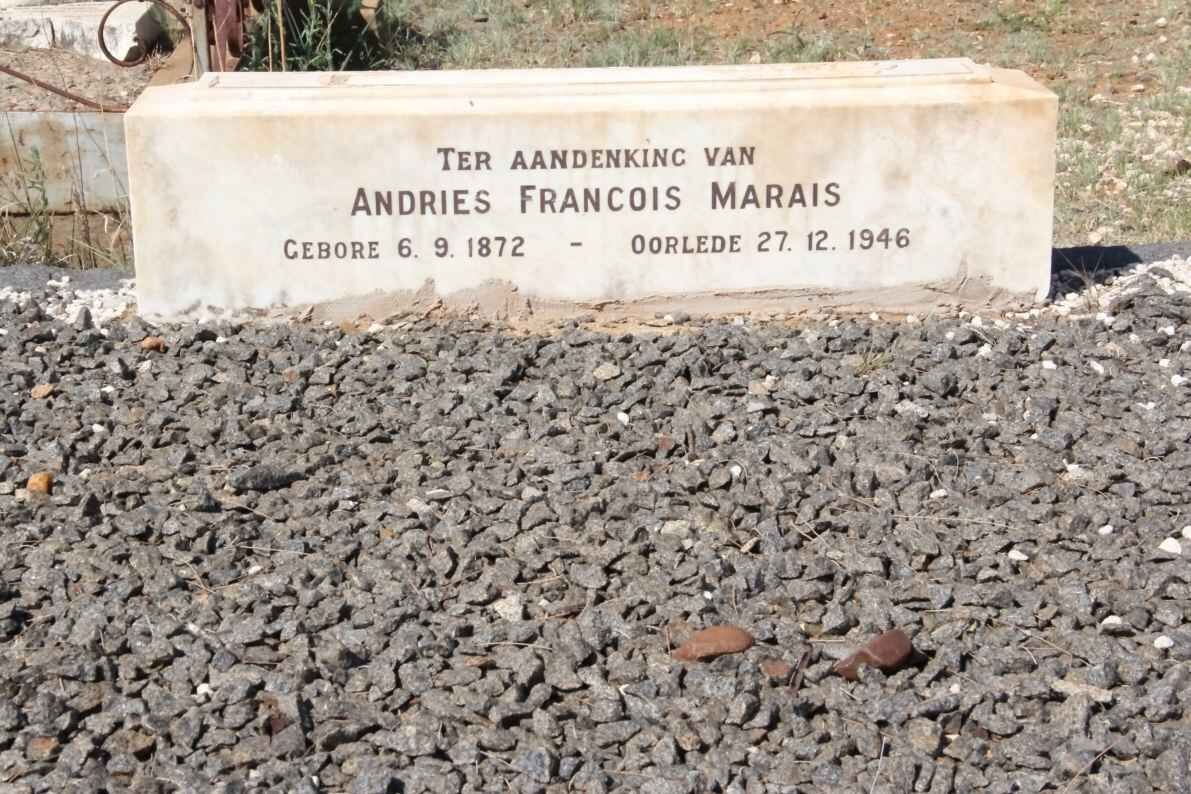 TER AANDENKING VAN
ANDRIES FRANCOIS MARAIS
GEBORE 6. 9. 1872 - OORLEDE 27. 12. 1946